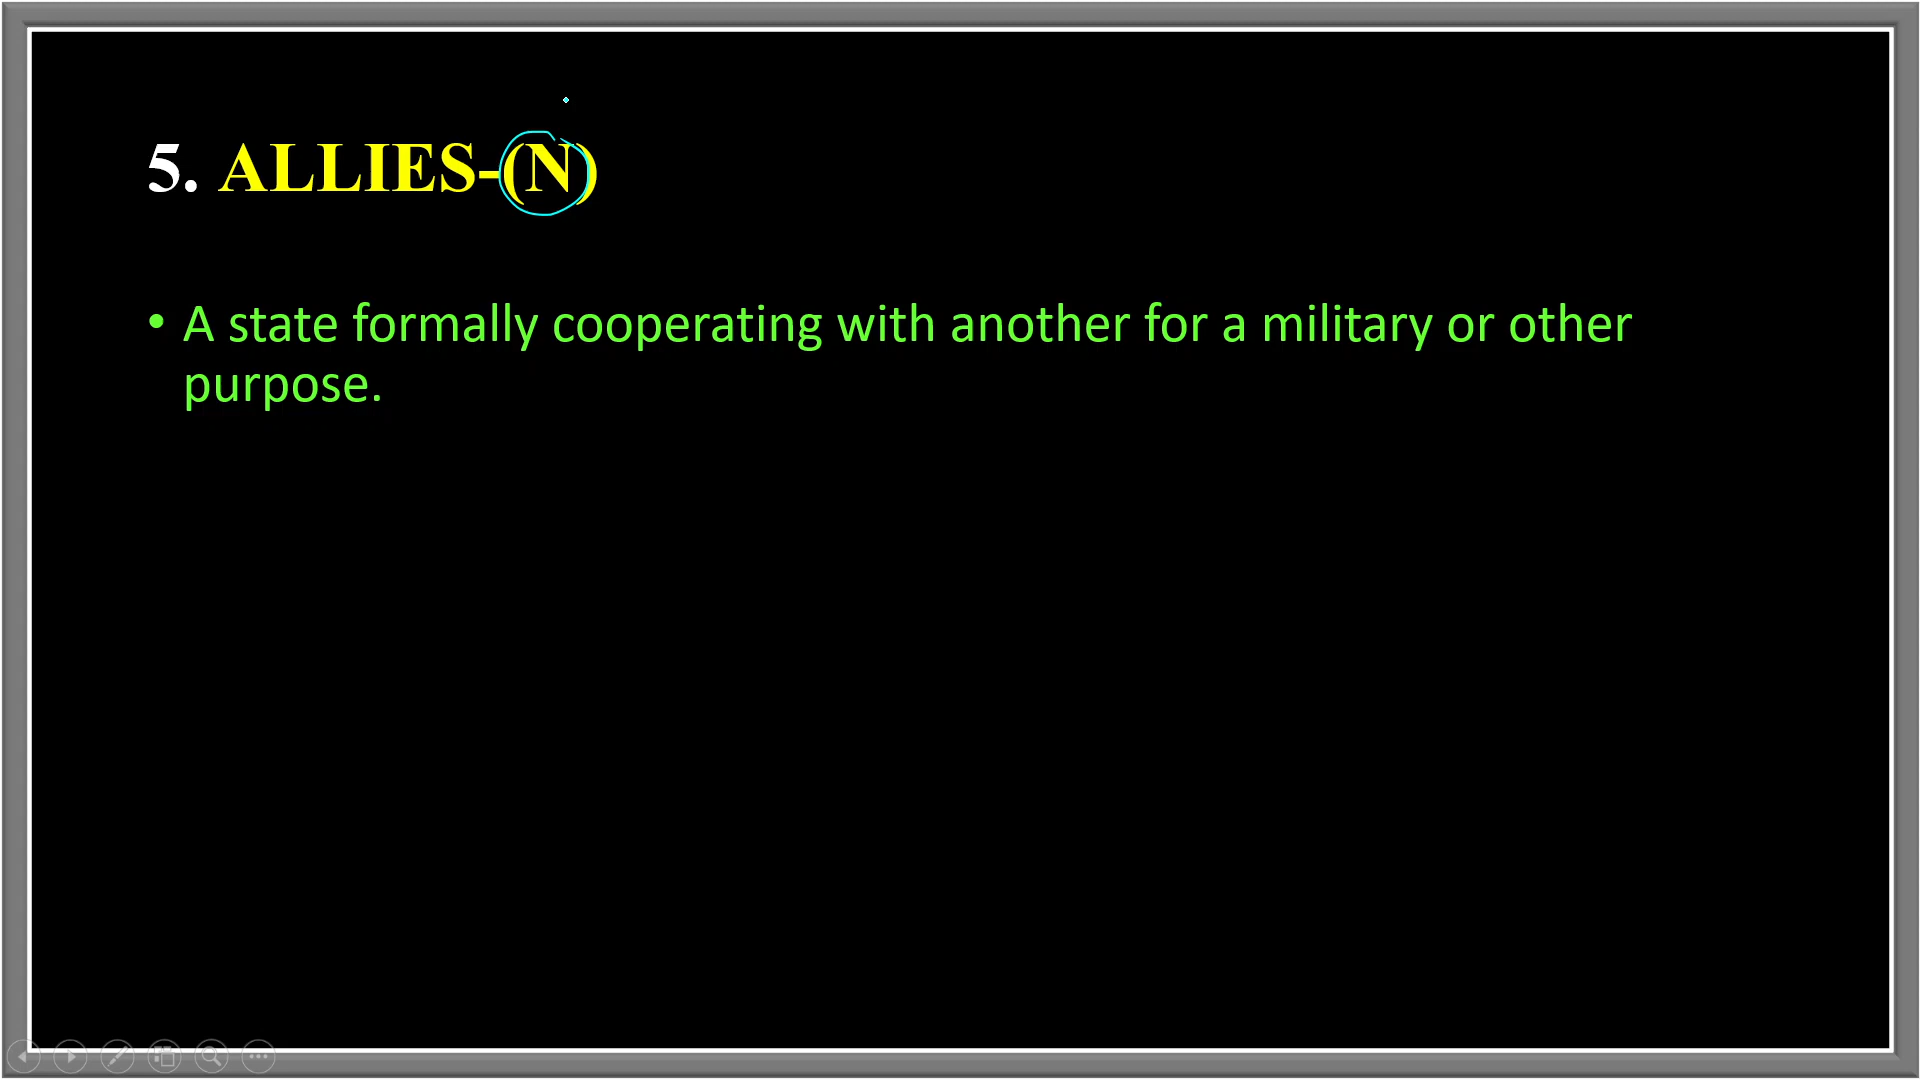 5. ALLIES-(N)
• A state formally cooperating with another for a military or other
purpose.